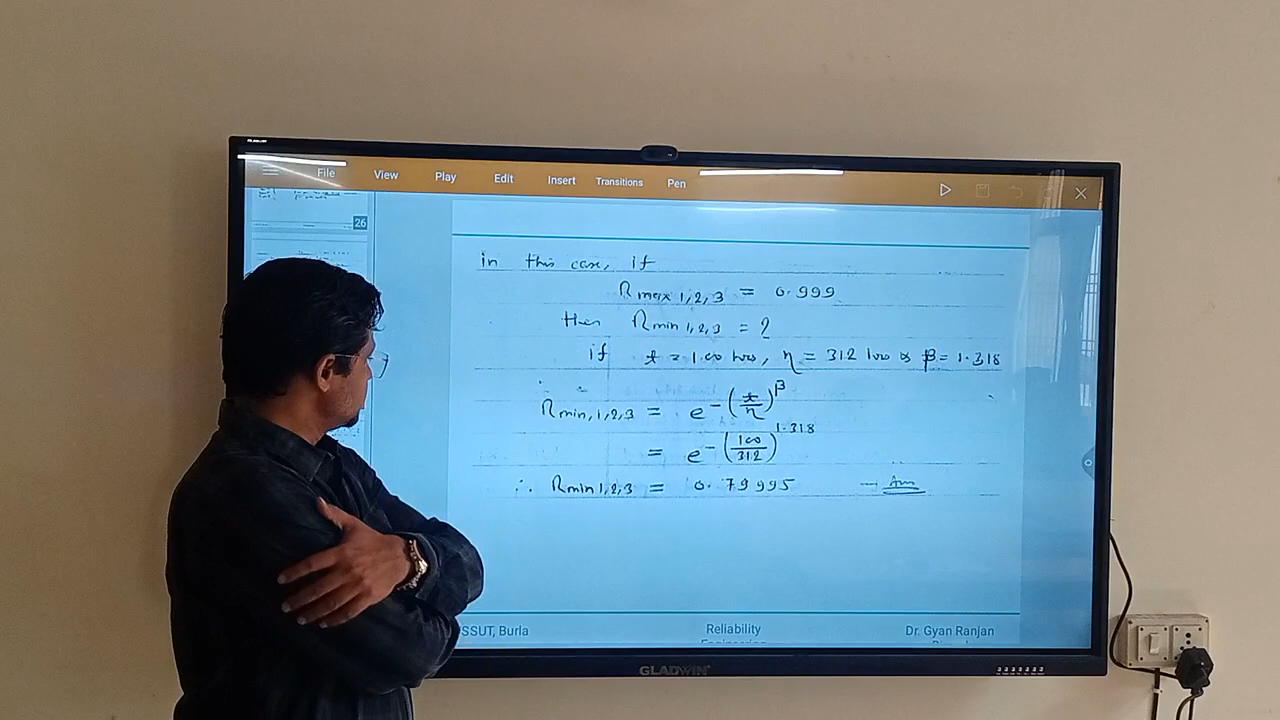 File View Play Edit Insert Transitions Pen
26
in this case, if
Rmax 1,2,3 = 0.999
then Rmin 1,2,3 = ?
if t = 100 hrs, η = 312 hrs & β = 1.318
Rmin,1,2,3 = e-(t/η)β
= e-(100/312)1.318
∴ Rmin 1,2,3 = 0.79995 — Ans
SSUT, Burla Reliability Dr. Gyan Ranjan
Engineering
GLADWIN